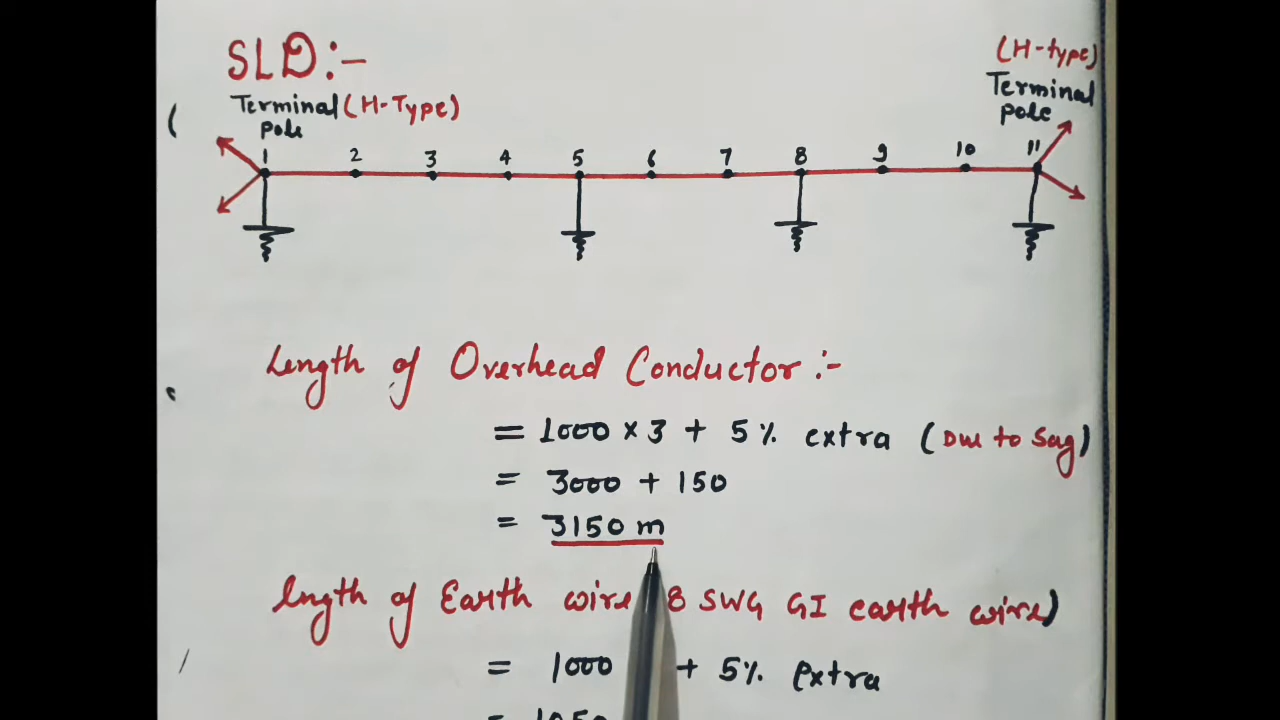 SLD:-
(H-type)
Terminal (H-Type)
pole
Terminal
pole
1 2 3 4 5 6 7 8 9 10 11
Length of Overhead Conductor :-
= 1000 × 3 + 5% extra (Due to Sag)
= 3000 + 150
= 3150 m
length of Earth wire 8 SWG GI earth wire)
= 1000 + 5% extra
= 1050